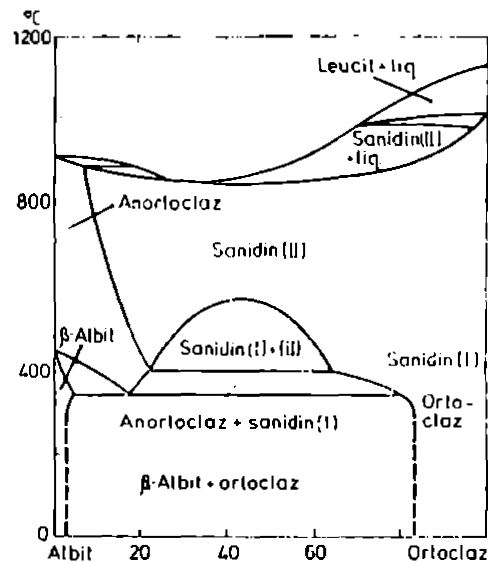 °C
1200
Leucit + liq
Sanidin(II)
+ liq.
800
Anortoclaz
Sanidin (II)
β-Albit
Sanidin(I)+(II)
Sanidin (I)
400
Orto-
claz
Anortoclaz + sanidin(I)
β-Albit + ortoclaz
0
Albit 20 40 60 Ortoclaz